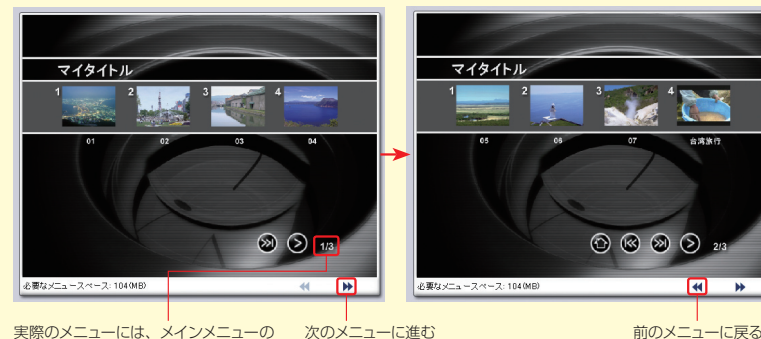 マイタイトル
1 2 3 4
01 02 03 04
1/3
必要なメニュースペース: 104(MB)
マイタイトル
1 2 3 4
05 06 07 台湾旅行
2/3
必要なメニュースペース: 104(MB)
実際のメニューには、メインメニューの
次のメニューに進む
前のメニューに戻る